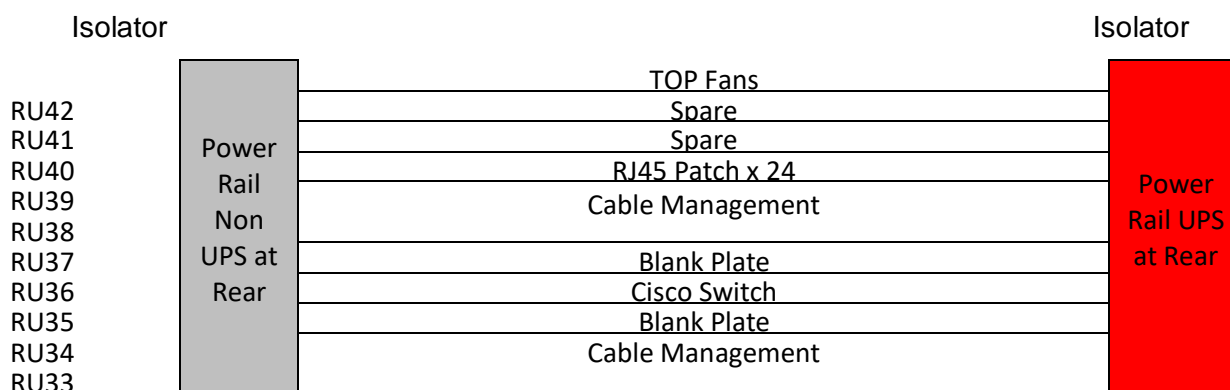 Isolator Isolator
TOP Fans
RU42 Spare
RU41 Spare
RU40 RJ45 Patch x 24
RU39 Cable Management
RU38
RU37 Blank Plate
RU36 Cisco Switch
RU35 Blank Plate
RU34 Cable Management
RU33
Power
Rail
Non
UPS at
Rear
Power
Rail UPS
at Rear